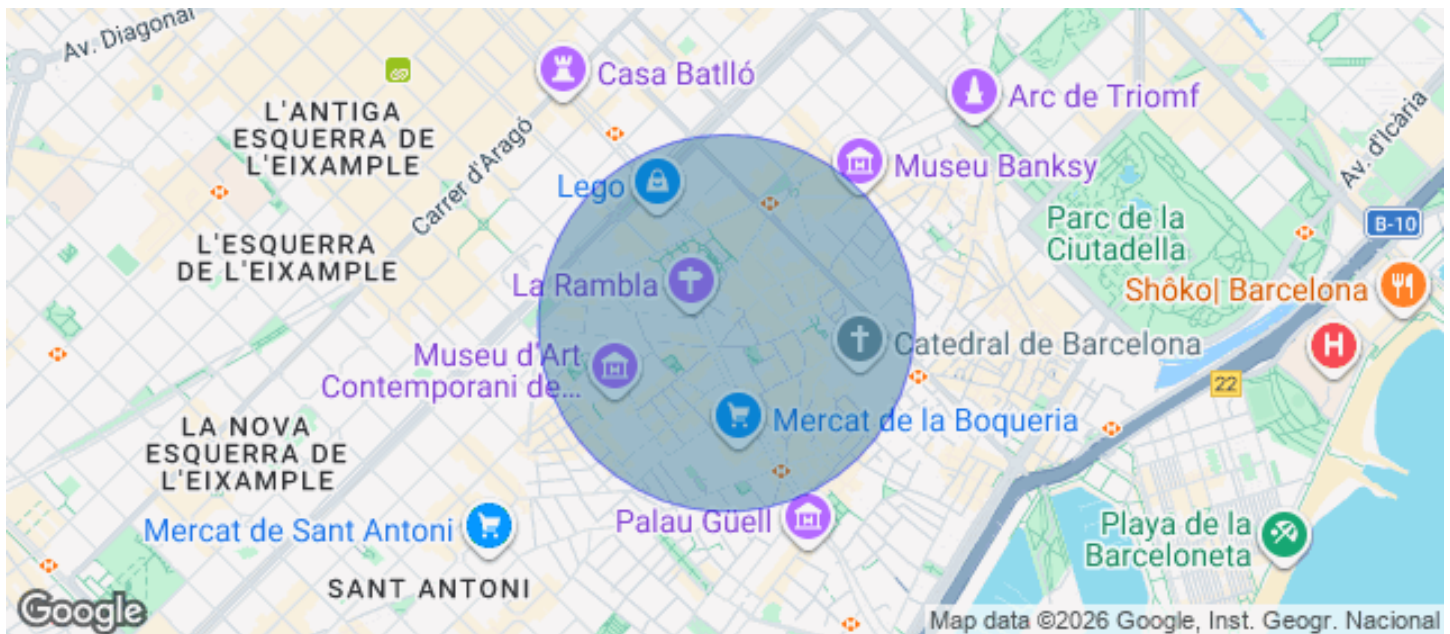 Av. Diagonal
Casa Batlló
Arc de Triomf
L'ANTIGA
ESQUERRA DE
L'EIXAMPLE
Carrer d'Aragó
Lego
Museu Banksy
Av. d'Icària
B-10
Parc de la
Ciutadella
L'ESQUERRA
DE L'EIXAMPLE
La Rambla
Shôko| Barcelona
Museu d'Art
Contemporani de...
Catedral de Barcelona
H
22
LA NOVA
ESQUERRA DE
L'EIXAMPLE
Mercat de la Boqueria
Mercat de Sant Antoni
Palau Güell
Playa de la
Barceloneta
SANT ANTONI
Google
Map data ©2026 Google, Inst. Geogr. Nacional